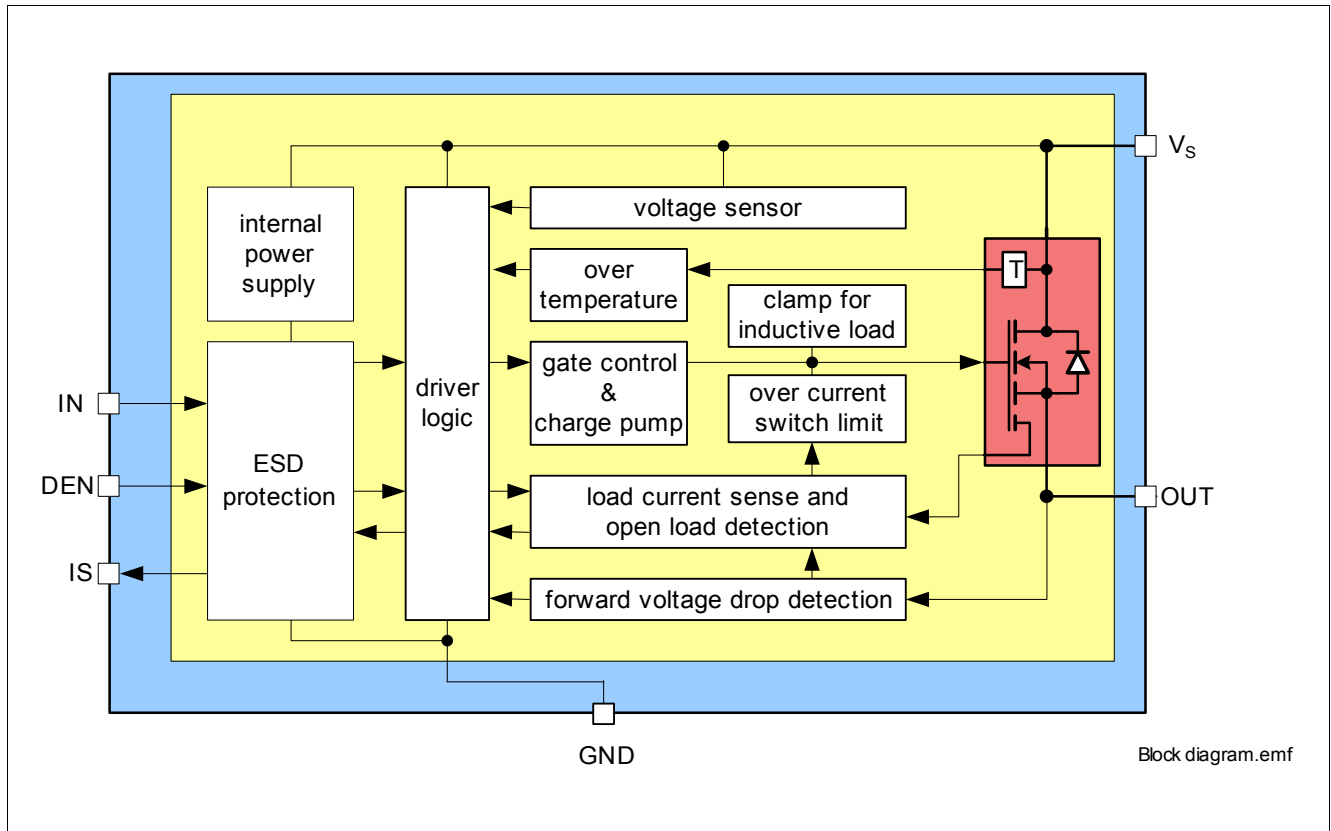 V_S
voltage sensor
internal
power
supply
over
temperature
T
clamp for
inductive load
gate control
&
charge pump
driver
logic
over current
switch limit
IN
ESD
protection
DEN
load current sense and
open load detection
OUT
IS
forward voltage drop detection
GND
Block diagram.emf